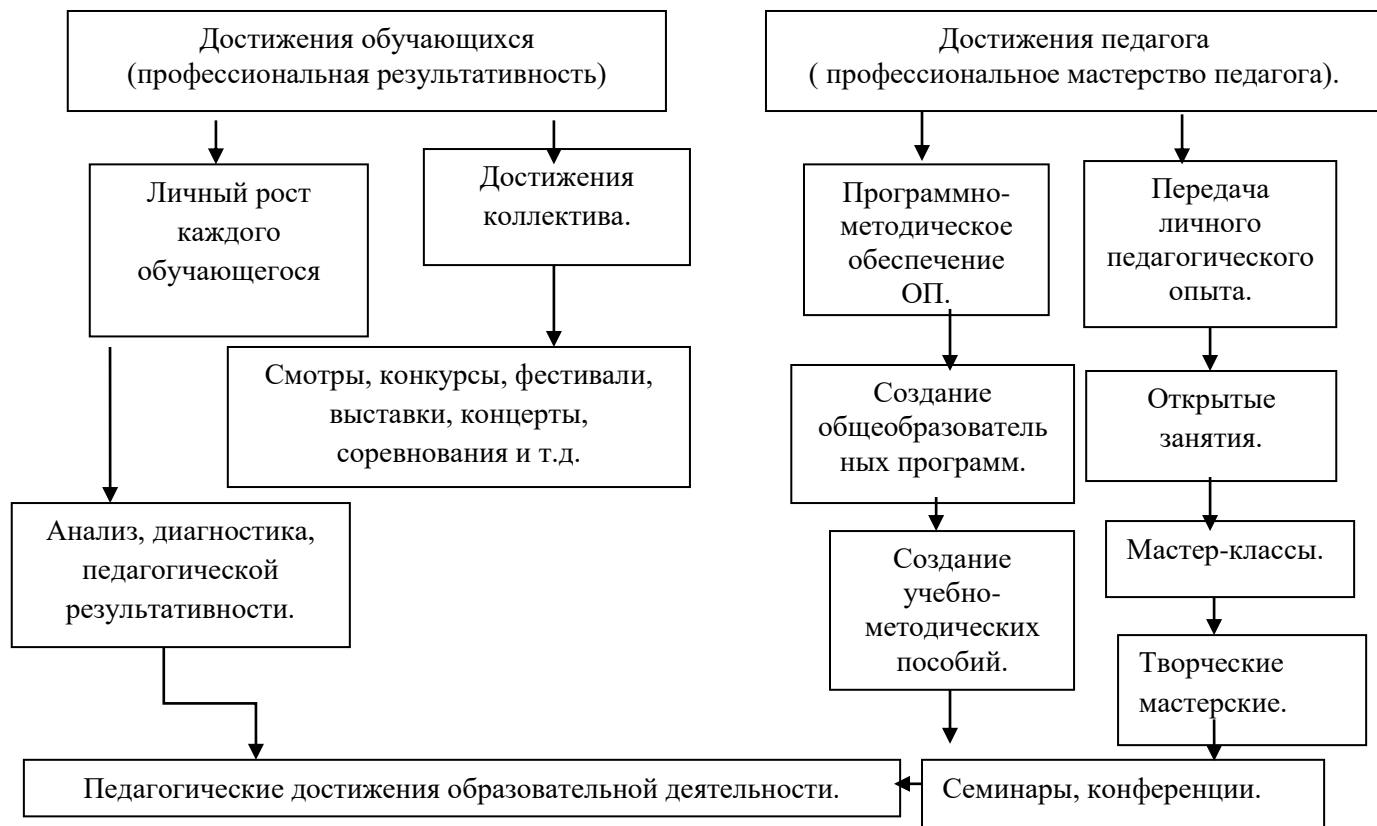 Достижения обучающихся
(профессиональная результативность)
Достижения педагога
( профессиональное мастерство педагога).
Личный рост
каждого
обучающегося
Достижения
коллектива.
Программно-
методическое
обеспечение
ОП.
Передача
личного
педагогического
опыта.
Смотры, конкурсы, фестивали,
выставки, концерты,
соревнования и т.д.
Создание
общеобразователь
ных программ.
Открытые
занятия.
Анализ, диагностика,
педагогической
результативности.
Создание
учебно-
методических
пособий.
Мастер-классы.
Творческие
мастерские.
Педагогические достижения образовательной деятельности.
Семинары, конференции.